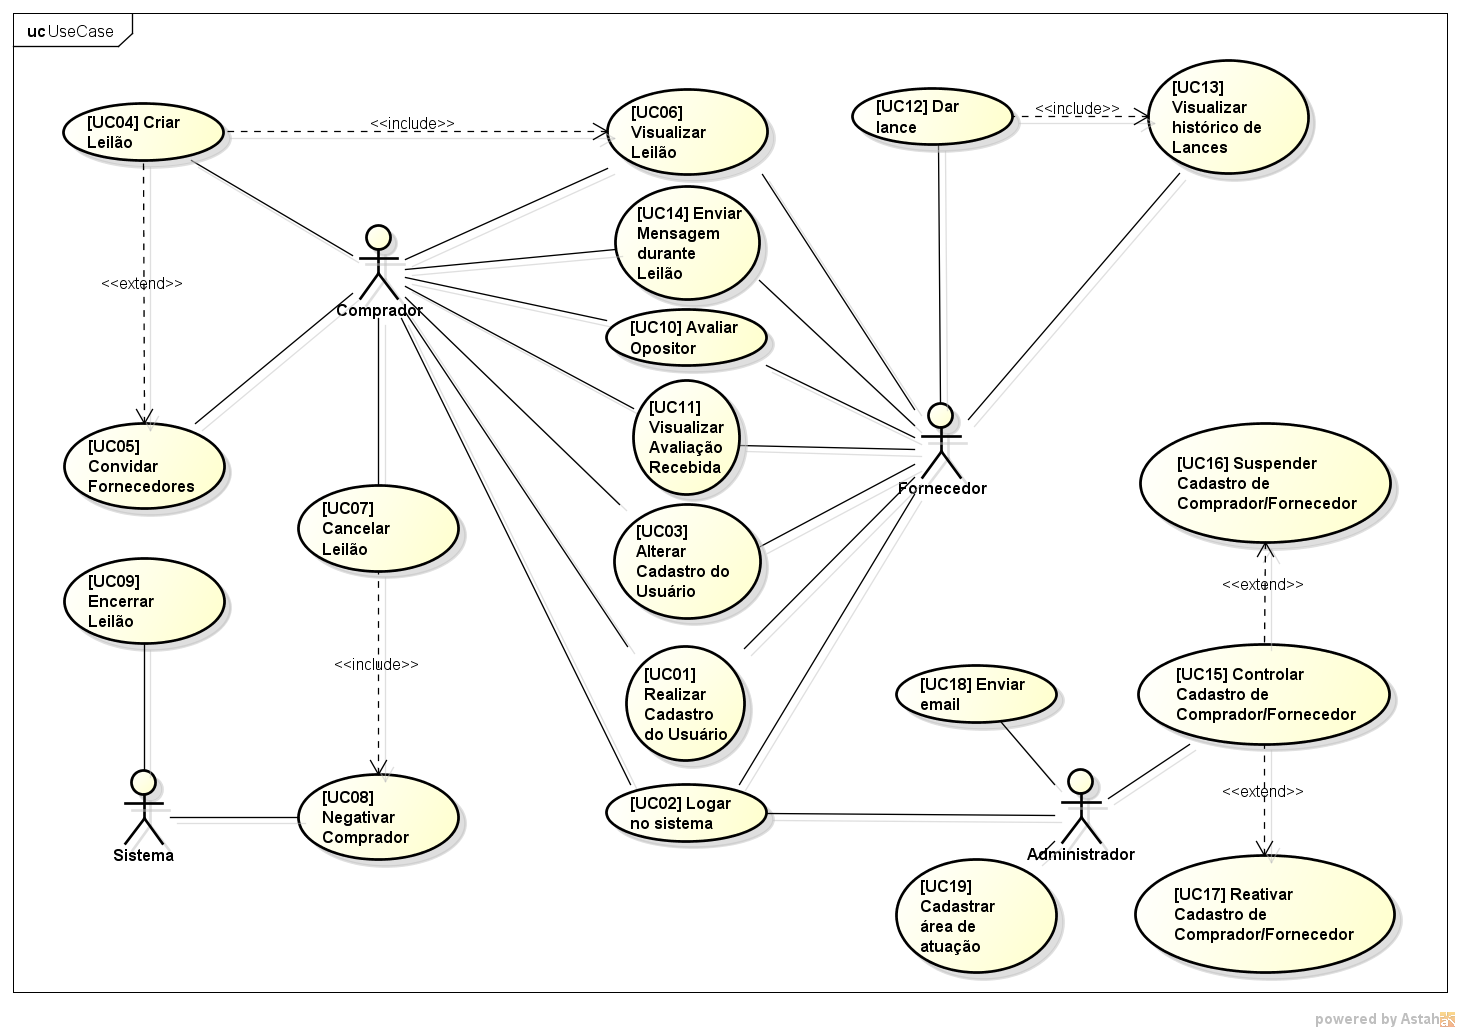 uc UseCase
[UC04] Criar
Leilão
<<include>>
[UC06]
Visualizar
Leilão
[UC12] Dar
lance
<<include>>
[UC13]
Visualizar
histórico de
Lances
[UC14] Enviar
Mensagem
durante
Leilão
<<extend>>
Comprador
[UC10] Avaliar
Opositor
[UC11]
Visualizar
Avaliação
Recebida
Fornecedor
[UC05]
Convidar
Fornecedores
[UC07]
Cancelar
Leilão
[UC03]
Alterar
Cadastro do
Usuário
[UC16] Suspender
Cadastro de
Comprador/Fornecedor
[UC09]
Encerrar
Leilão
<<extend>>
<<include>>
[UC01]
Realizar
Cadastro
do Usuário
[UC18] Enviar
email
[UC15] Controlar
Cadastro de
Comprador/Fornecedor
[UC08]
Negativar
Comprador
[UC02] Logar
no sistema
<<extend>>
Sistema
Administrador
[UC19]
Cadastrar
área de
atuação
[UC17] Reativar
Cadastro de
Comprador/Fornecedor
powered by Astah